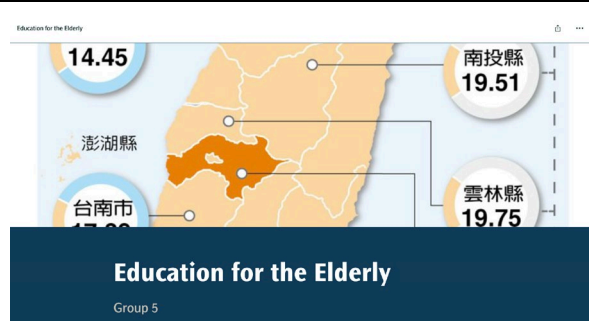 Education for the Elderly
14.45
南投縣
19.51
澎湖縣
台南市
雲林縣
19.75
Education for the Elderly
Group 5